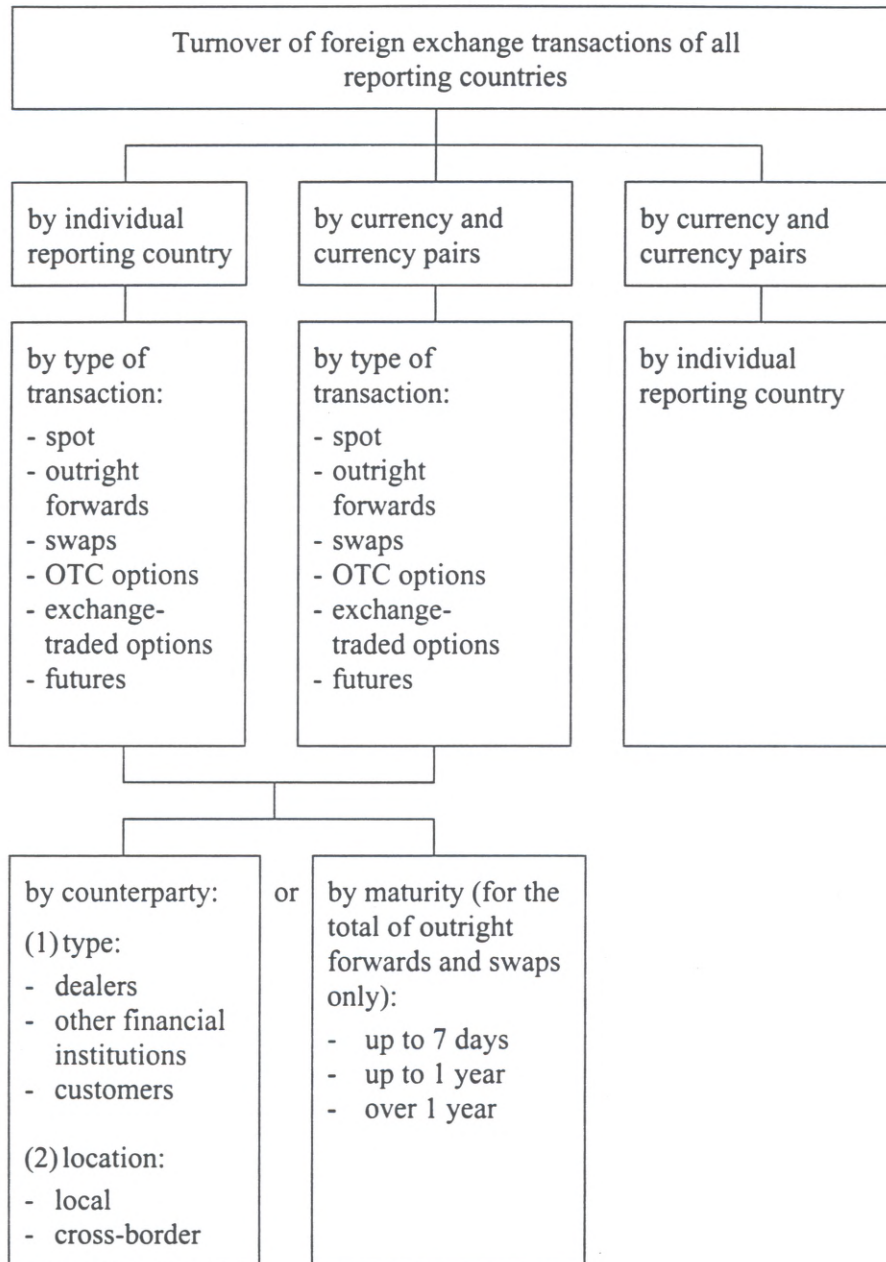 Turnover of foreign exchange transactions of all
reporting countries
by individual
reporting country
by currency and
currency pairs
by currency and
currency pairs
by type of
transaction:
- spot
- outright
forwards
- swaps
- OTC options
- exchange-
traded options
- futures
by type of
transaction:
- spot
- outright
forwards
- swaps
- OTC options
- exchange-
traded options
- futures
by individual
reporting country
by counterparty:
(1) type:
- dealers
- other financial
institutions
- customers
(2) location:
- local
- cross-border
or
by maturity (for the
total of outright
forwards and swaps
only):
- up to 7 days
- up to 1 year
- over 1 year